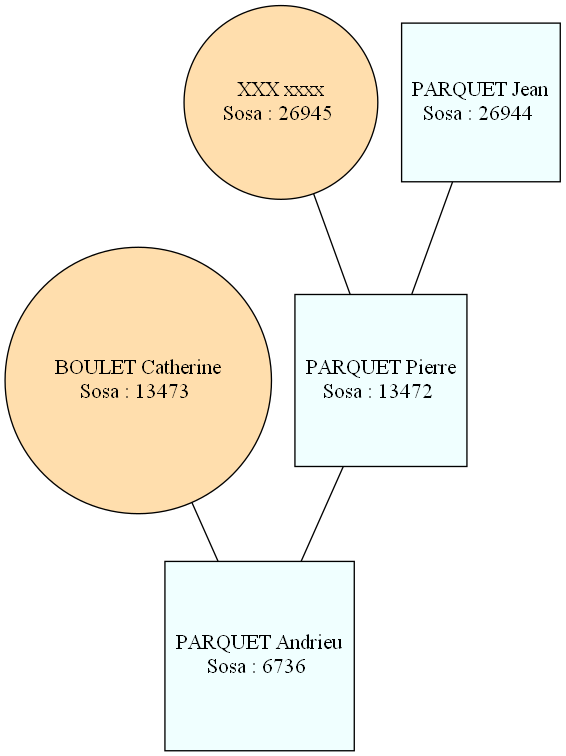 XXX xxxx
Sosa : 26945
PARQUET Jean
Sosa : 26944
BOULET Catherine
Sosa : 13473
PARQUET Pierre
Sosa : 13472
PARQUET Andrieu
Sosa : 6736